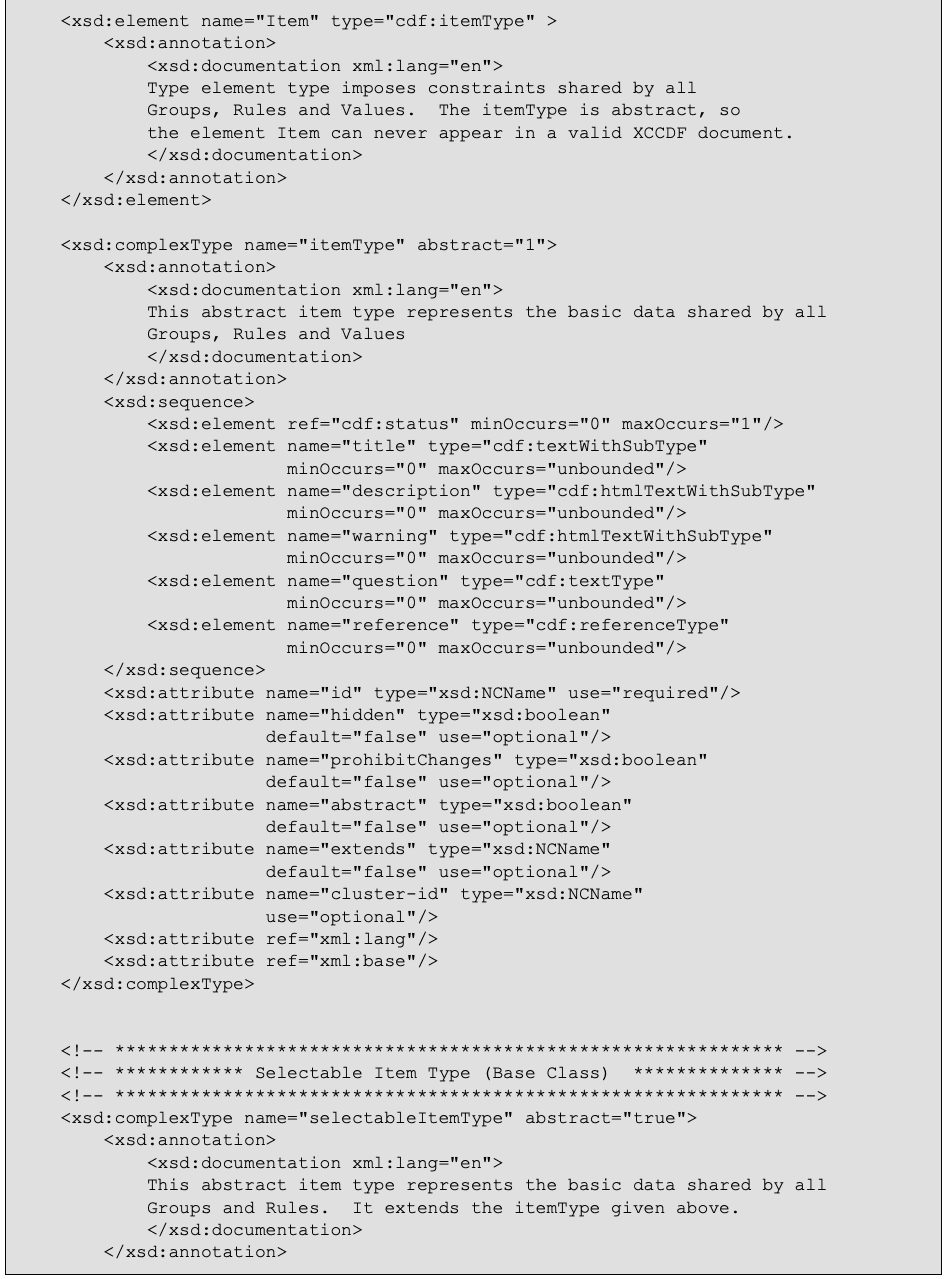 <xsd:element name="Item" type="cdf:itemType" >
    <xsd:annotation>
        <xsd:documentation xml:lang="en">
        Type element type imposes constraints shared by all
        Groups, Rules and Values.  The itemType is abstract, so
        the element Item can never appear in a valid XCCDF document.
        </xsd:documentation>
    </xsd:annotation>
</xsd:element>

<xsd:complexType name="itemType" abstract="1">
    <xsd:annotation>
        <xsd:documentation xml:lang="en">
        This abstract item type represents the basic data shared by all
        Groups, Rules and Values
        </xsd:documentation>
    </xsd:annotation>
    <xsd:sequence>
        <xsd:element ref="cdf:status" minOccurs="0" maxOccurs="1"/>
        <xsd:element name="title" type="cdf:textWithSubType"
                     minOccurs="0" maxOccurs="unbounded"/>
        <xsd:element name="description" type="cdf:htmlTextWithSubType"
                     minOccurs="0" maxOccurs="unbounded"/>
        <xsd:element name="warning" type="cdf:htmlTextWithSubType"
                     minOccurs="0" maxOccurs="unbounded"/>
        <xsd:element name="question" type="cdf:textType"
                     minOccurs="0" maxOccurs="unbounded"/>
        <xsd:element name="reference" type="cdf:referenceType"
                     minOccurs="0" maxOccurs="unbounded"/>
    </xsd:sequence>
    <xsd:attribute name="id" type="xsd:NCName" use="required"/>
    <xsd:attribute name="hidden" type="xsd:boolean"
                   default="false" use="optional"/>
    <xsd:attribute name="prohibitChanges" type="xsd:boolean"
                   default="false" use="optional"/>
    <xsd:attribute name="abstract" type="xsd:boolean"
                   default="false" use="optional"/>
    <xsd:attribute name="extends" type="xsd:NCName"
                   default="false" use="optional"/>
    <xsd:attribute name="cluster-id" type="xsd:NCName"
                   use="optional"/>
    <xsd:attribute ref="xml:lang"/>
    <xsd:attribute ref="xml:base"/>
</xsd:complexType>

<!-- ************************************************************** -->
<!-- ************ Selectable Item Type (Base Class)  ************** -->
<!-- ************************************************************** -->
<xsd:complexType name="selectableItemType" abstract="true">
    <xsd:annotation>
        <xsd:documentation xml:lang="en">
        This abstract item type represents the basic data shared by all
        Groups and Rules.  It extends the itemType given above.
        </xsd:documentation>
    </xsd:annotation>